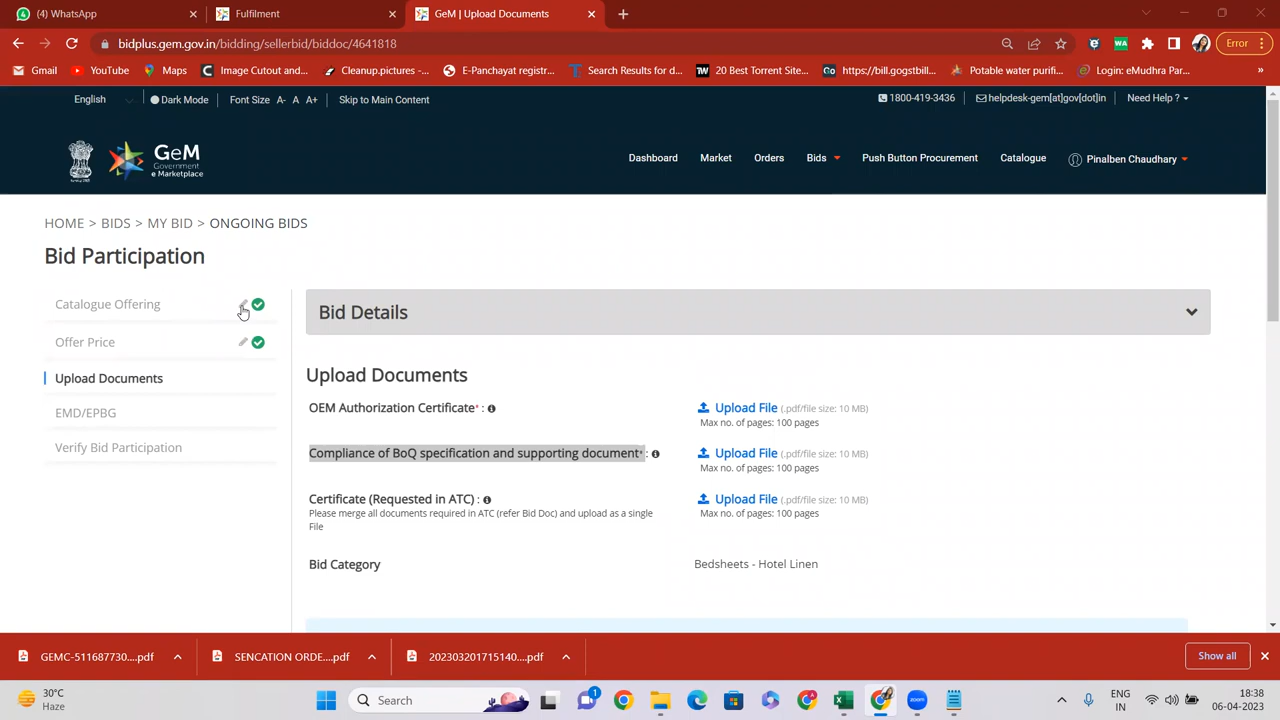 (4) WhatsApp
Fulfilment
GeM | Upload Documents
bidplus.gem.gov.in/bidding/sellerbid/biddoc/4641818
Error
Gmail
YouTube
Maps
Image Cutout and...
Cleanup.pictures -...
E-Panchayat registr...
Search Results for d...
20 Best Torrent Site...
https://bill.gogstbill...
Potable water purifi...
Login: eMudhra Par...
English
Dark Mode
Font Size A- A A+
Skip to Main Content
1800-419-3436
helpdesk-gem[at]gov[dot]in
Need Help ?
GeM
Government
e Marketplace
Dashboard
Market
Orders
Bids
Push Button Procurement
Catalogue
Pinalben Chaudhary
HOME > BIDS > MY BID > ONGOING BIDS
Bid Participation
Catalogue Offering
Offer Price
Upload Documents
EMD/EPBG
Verify Bid Participation
Bid Details
Upload Documents
OEM Authorization Certificate* :
Upload File (.pdf/file size: 10 MB)
Max no. of pages: 100 pages
Compliance of BoQ specification and supporting document* :
Upload File (.pdf/file size: 10 MB)
Max no. of pages: 100 pages
Certificate (Requested in ATC) :
Please merge all documents required in ATC (refer Bid Doc) and upload as a single
File
Upload File (.pdf/file size: 10 MB)
Max no. of pages: 100 pages
Bid Category
Bedsheets - Hotel Linen
GEMC-511687730....pdf
SENCATION ORDE....pdf
202303201715140....pdf
Show all
30°C
Haze
Search
1
zoom
ENG
IN
18:38
06-04-2023